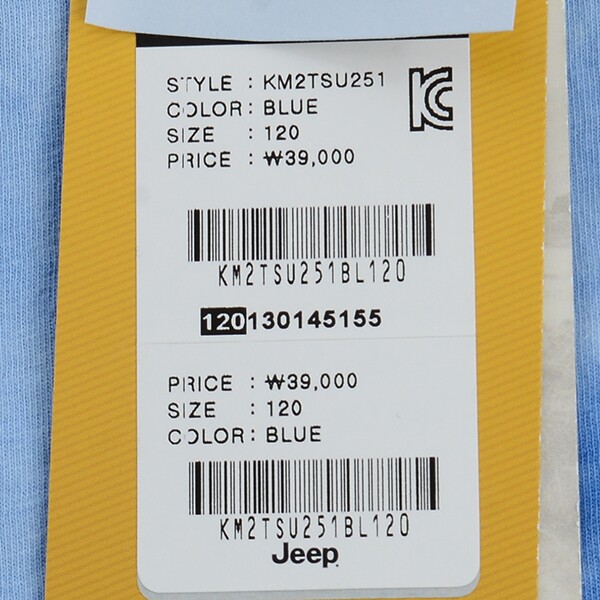 STYLE : KM2TSU251
COLOR: BLUE
SIZE : 120
PRICE : ₩39,000
KM2TSU251BL120
120130145155
PRICE : ₩39,000
SIZE : 120
COLOR: BLUE
KM2TSU251BL120
Jeep